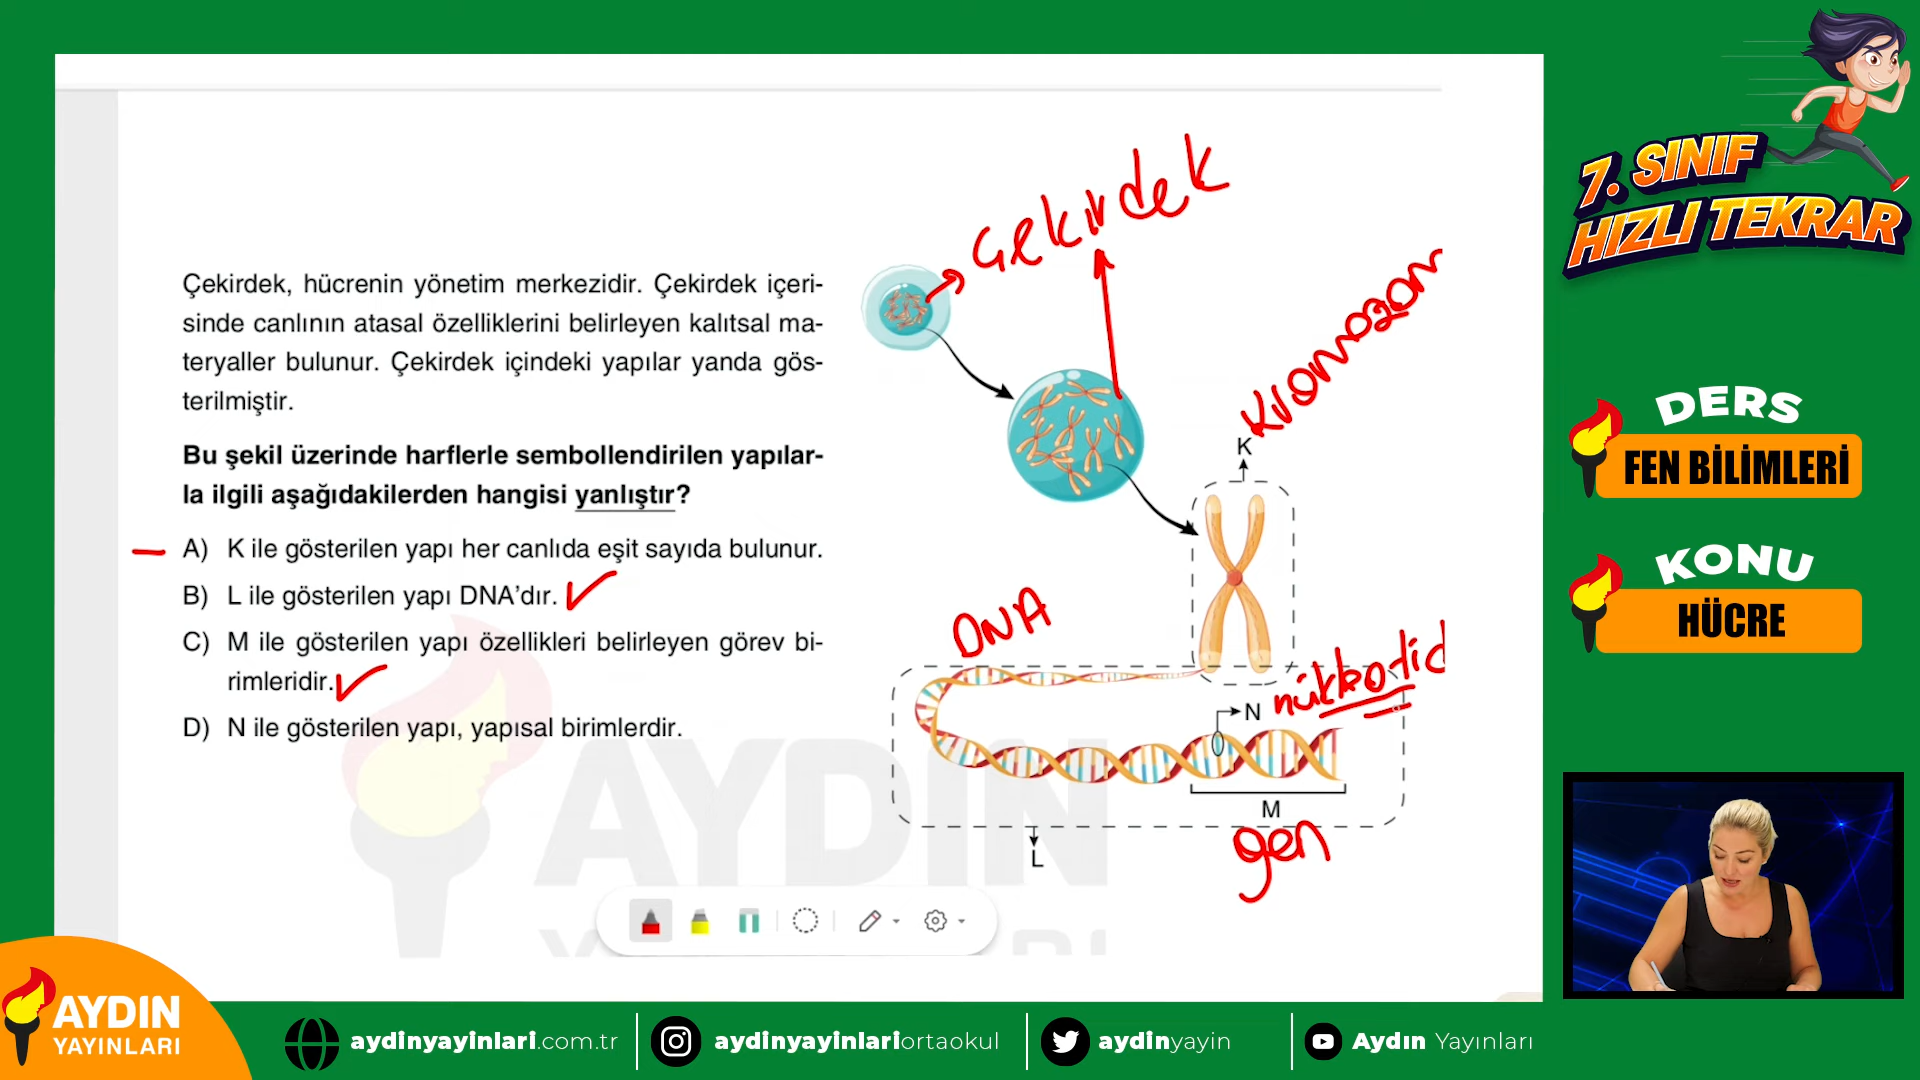 7. SINIF
HIZLI TEKRAR
Çekirdek
Kromozom
Çekirdek, hücrenin yönetim merkezidir. Çekirdek içeri-
sinde canlının atasal özelliklerini belirleyen kalıtsal ma-
teryaller bulunur. Çekirdek içindeki yapılar yanda gös-
terilmiştir.
Bu şekil üzerinde harflerle sembollendirilen yapılar-
la ilgili aşağıdakilerden hangisi yanlıştır?
A) K ile gösterilen yapı her canlıda eşit sayıda bulunur.
B) L ile gösterilen yapı DNA'dır.
C) M ile gösterilen yapı özellikleri belirleyen görev bi-
rimleridir.
D) N ile gösterilen yapı, yapısal birimlerdir.
K
DNA
nükleotid
N
M
gen
L
DERS
FEN BİLİMLERİ
KONU
HÜCRE
AYDIN
YAYINLARI
AYDIN
YAYINLARI
aydinyayinlari.com.tr
aydinyayinlariortaokul
aydinyayin
Aydın Yayınları